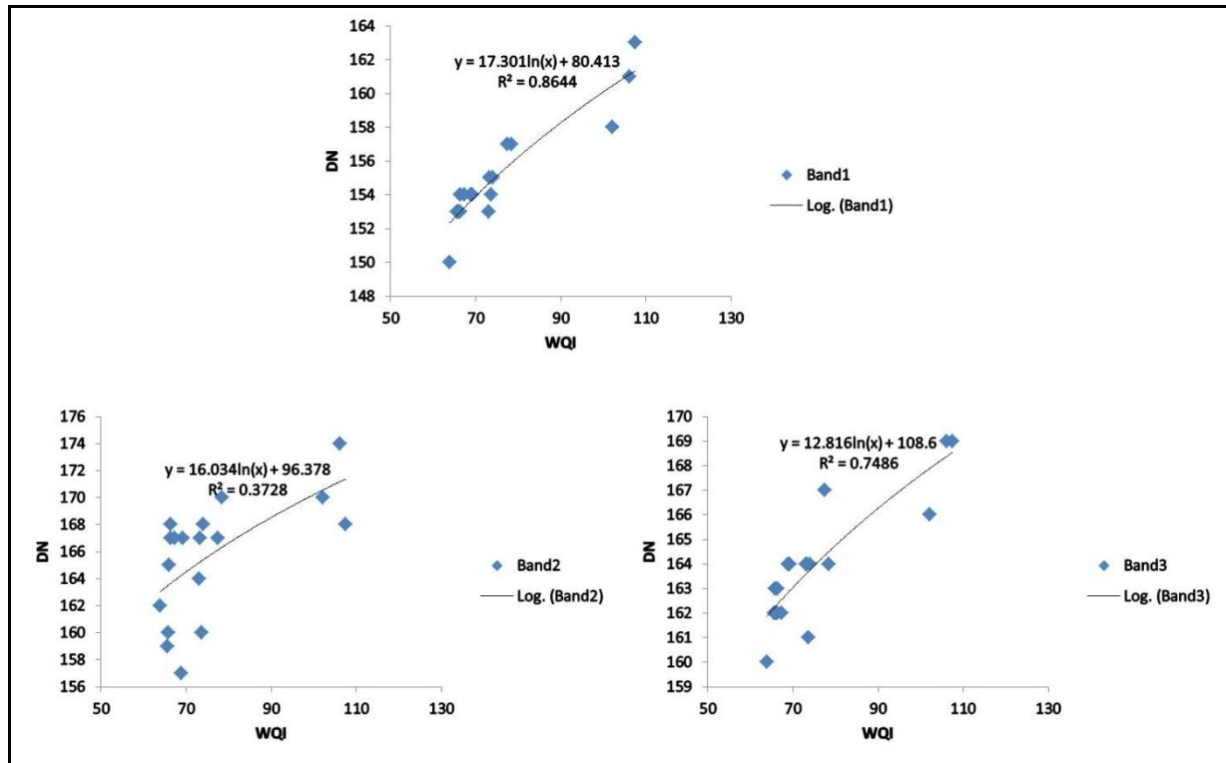 164
162
160
158
156
154
152
150
148
DN
y = 17.301ln(x) + 80.413
R² = 0.8644
Band1
Log. (Band1)
50 70 90 110 130
WQI
176
174
172
170
168
166
164
162
160
158
156
DN
y = 16.034ln(x) + 96.378
R² = 0.3728
Band2
Log. (Band2)
50 70 90 110 130
WQI
170
169
168
167
166
165
164
163
162
161
160
159
DN
y = 12.816ln(x) + 108.6
R² = 0.7486
Band3
Log. (Band3)
50 70 90 110 130
WQI